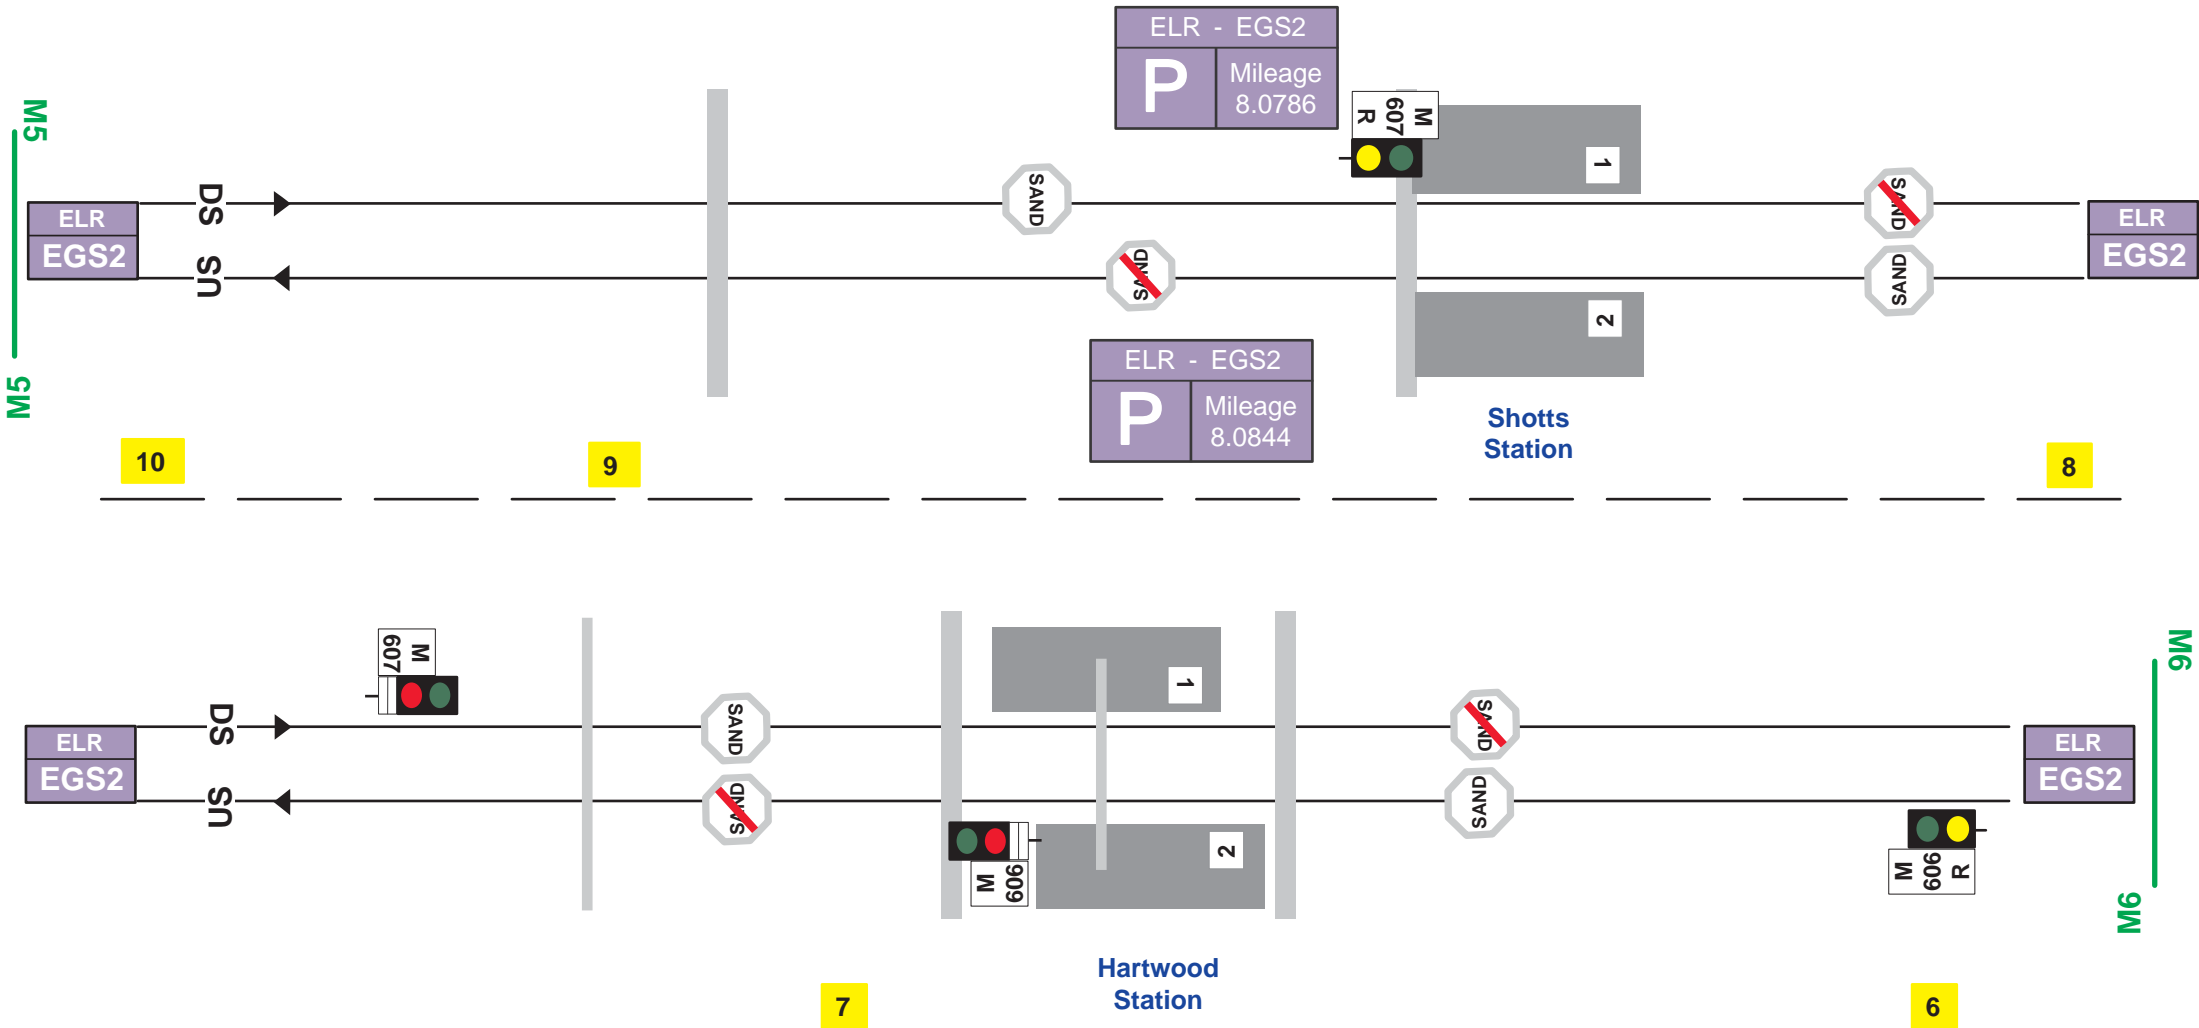 ELR - EGS2
P
Mileage
8.0786
M5
M
607
R
1
DS
SAND
SAND
ELR
EGS2
ELR
EGS2
US
SAND
SAND
2
M5
ELR - EGS2
P
Mileage
8.0844
Shotts
Station
10
9
8
M
607
M6
1
DS
SAND
SAND
ELR
EGS2
ELR
EGS2
US
SAND
SAND
M
606
2
M
606
R
M6
Hartwood
Station
7
6